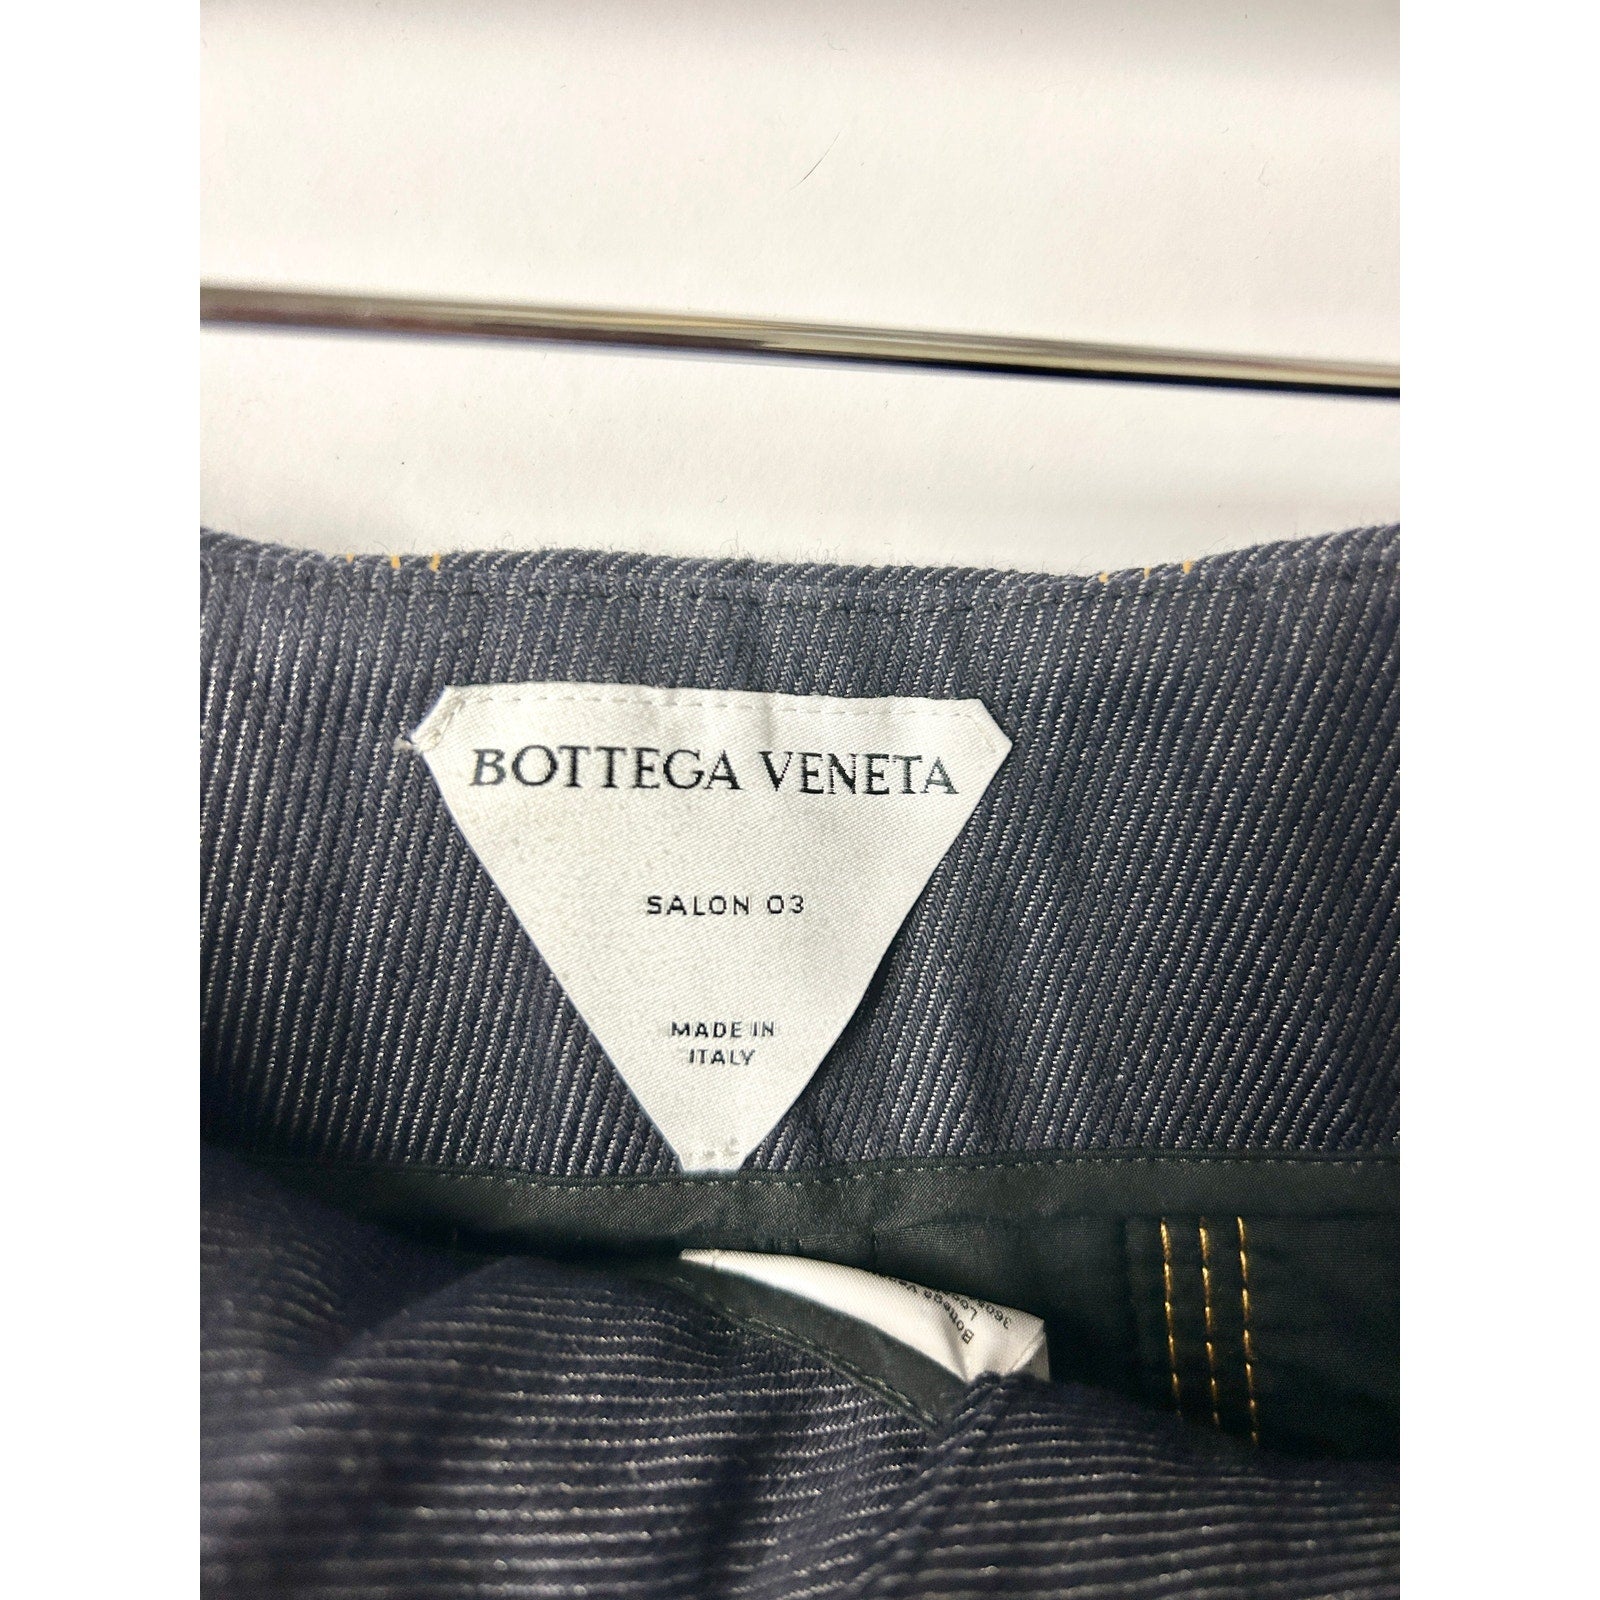 BOTTEGA VENETA
SALON 03
MADE IN
ITALY